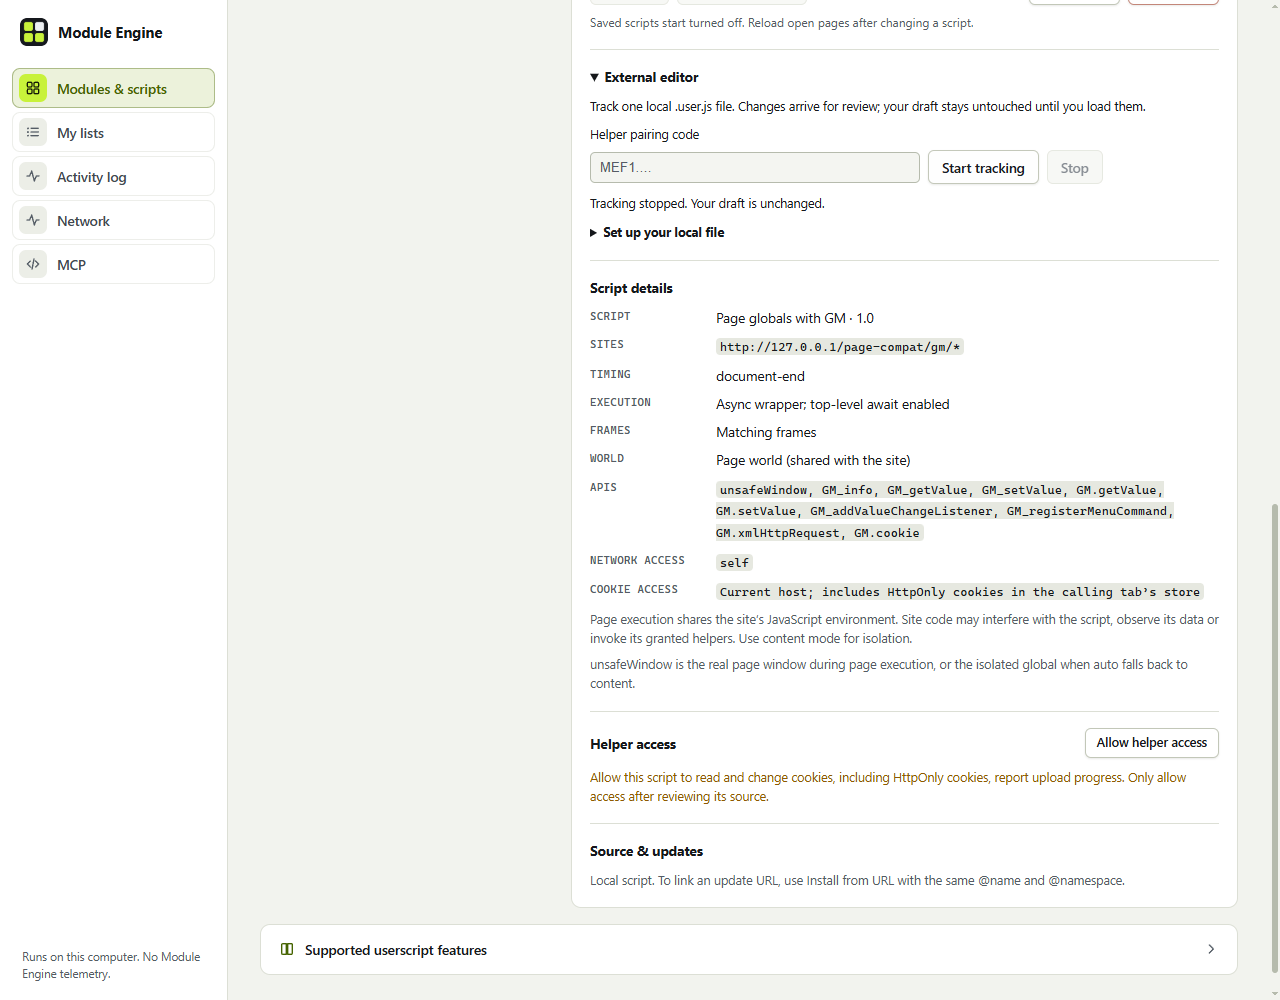 Module Engine
Modules & scripts
My lists
Activity log
Network
MCP
Runs on this computer. No Module
Engine telemetry.
Saved scripts start turned off. Reload open pages after changing a script.
External editor
Track one local .user.js file. Changes arrive for review; your draft stays untouched until you load them.
Helper pairing code
MEF1.... Start tracking Stop
Tracking stopped. Your draft is unchanged.
Set up your local file
Script details
SCRIPT Page globals with GM · 1.0
SITES http://127.0.0.1/page-compat/gm/*
TIMING document-end
EXECUTION Async wrapper; top-level await enabled
FRAMES Matching frames
WORLD Page world (shared with the site)
APIS unsafeWindow, GM_info, GM_getValue, GM_setValue, GM.getValue,
GM.setValue, GM_addValueChangeListener, GM_registerMenuCommand,
GM.xmlHttpRequest, GM.cookie
NETWORK ACCESS self
COOKIE ACCESS Current host; includes HttpOnly cookies in the calling tab's store
Page execution shares the site's JavaScript environment. Site code may interfere with the script, observe its data or
invoke its granted helpers. Use content mode for isolation.
unsafeWindow is the real page window during page execution, or the isolated global when auto falls back to
content.
Helper access Allow helper access
Allow this script to read and change cookies, including HttpOnly cookies, report upload progress. Only allow
access after reviewing its source.
Source & updates
Local script. To link an update URL, use Install from URL with the same @name and @namespace.
Supported userscript features